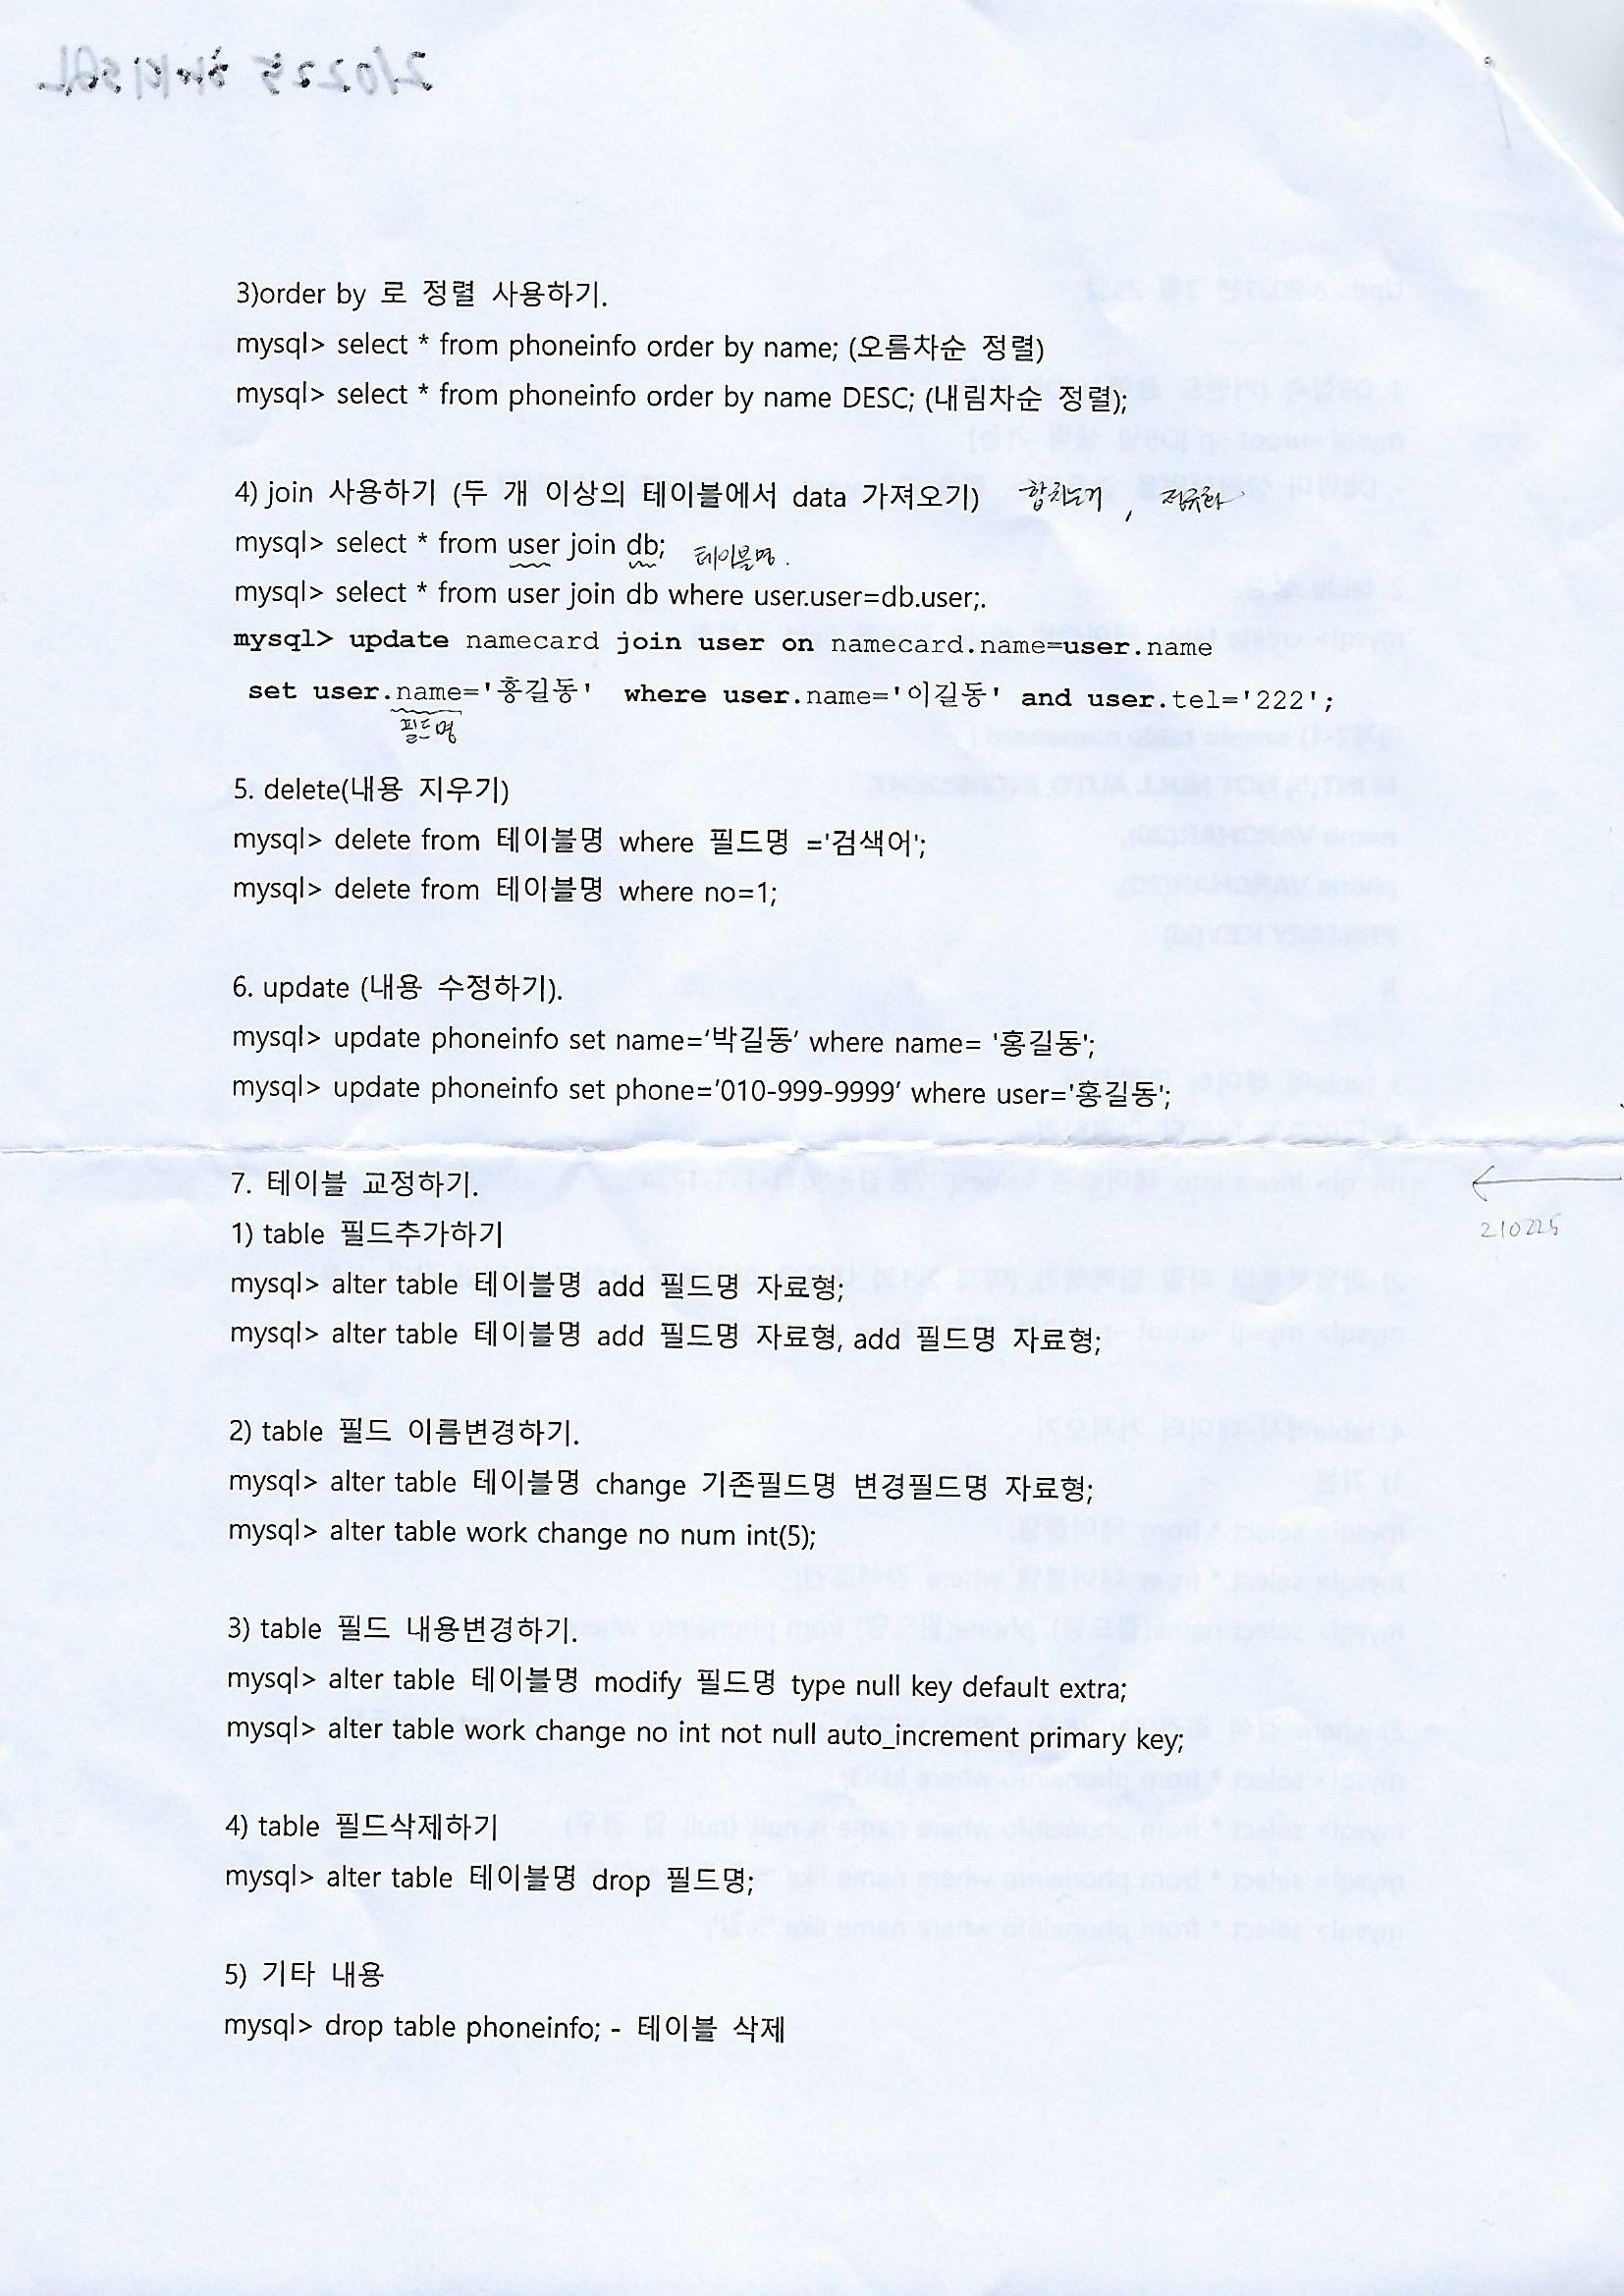 3)order by 로 정렬 사용하기.
mysql> select * from phoneinfo order by name; (오름차순 정렬)
mysql> select * from phoneinfo order by name DESC; (내림차순 정렬);
4) join 사용하기 (두 개 이상의 테이블에서 data 가져오기) 합치는거, 정규화
mysql> select * from user join db; 테이블명.
mysql> select * from user join db where user.user=db.user;.
mysql> update namecard join user on namecard.name=user.name
set user.name='홍길동' where user.name='이길동' and user.tel='222';
필드명
5. delete(내용 지우기)
mysql> delete from 테이블명 where 필드명 ='검색어';
mysql> delete from 테이블명 where no=1;
6. update (내용 수정하기).
mysql> update phoneinfo set name=‘박길동’ where name= '홍길동';
mysql> update phoneinfo set phone=’010-999-9999’ where user='홍길동';
7. 테이블 교정하기.
210225
1) table 필드추가하기
mysql> alter table 테이블명 add 필드명 자료형;
mysql> alter table 테이블명 add 필드명 자료형, add 필드명 자료형;
2) table 필드 이름변경하기.
mysql> alter table 테이블명 change 기존필드명 변경필드명 자료형;
mysql> alter table work change no num int(5);
3) table 필드 내용변경하기.
mysql> alter table 테이블명 modify 필드명 type null key default extra;
mysql> alter table work change no int not null auto_increment primary key;
4) table 필드삭제하기
mysql> alter table 테이블명 drop 필드명;
5) 기타 내용
mysql> drop table phoneinfo; - 테이블 삭제